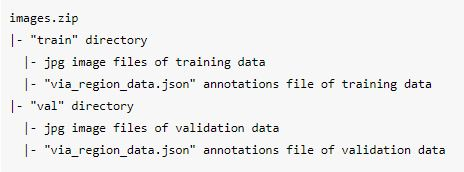 images.zip
|- "train" directory
|- jpg image files of training data
|- "via_region_data.json" annotations file of training data
|- "val" directory
|- jpg image files of validation data
|- "via_region_data.json" annotations file of validation data